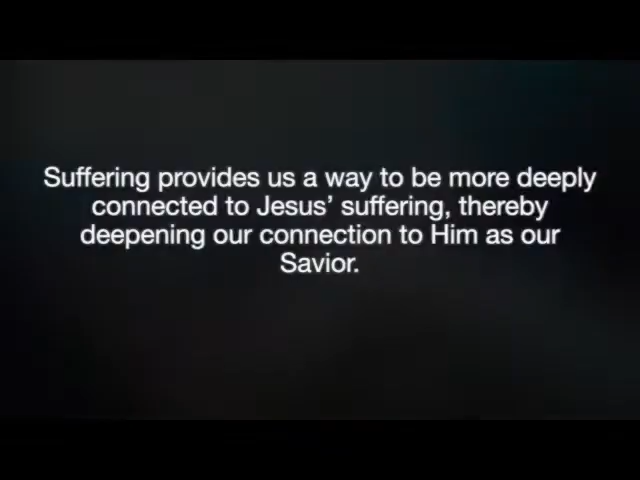 Suffering provides us a way to be more deeply
connected to Jesus’ suffering, thereby
deepening our connection to Him as our
Savior.